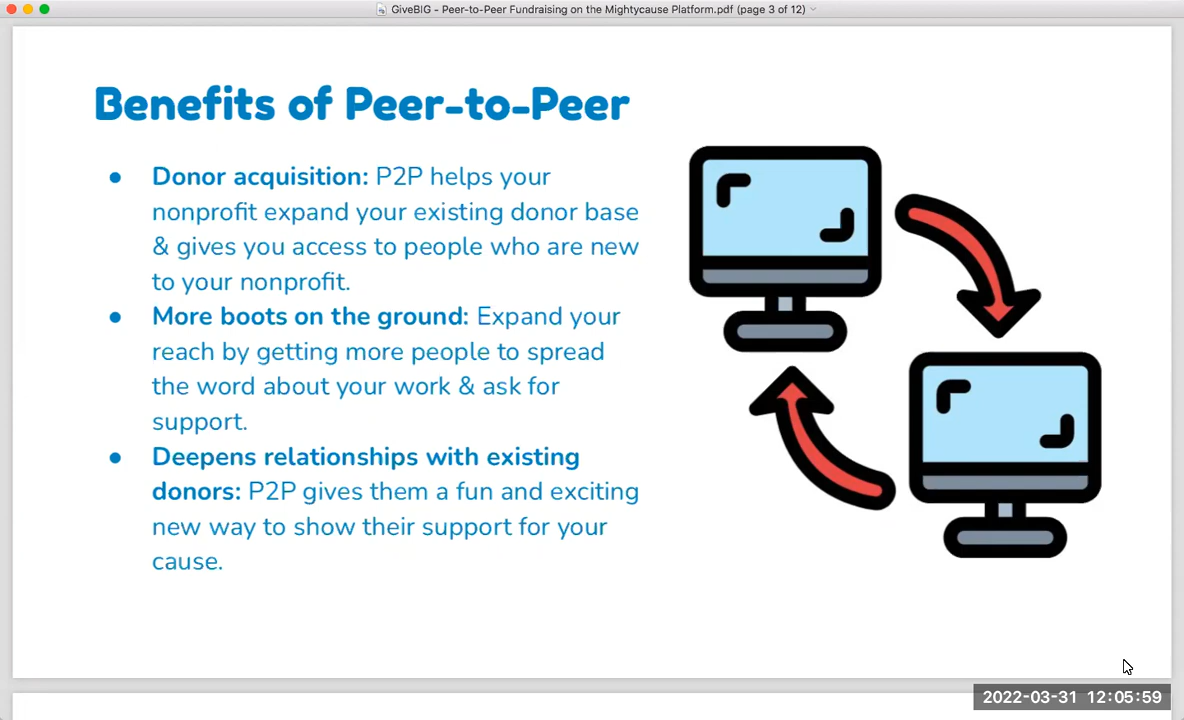 GiveBIG - Peer-to-Peer Fundraising on the Mightycause Platform.pdf (page 3 of 12)
Benefits of Peer-to-Peer
● Donor acquisition: P2P helps your
nonprofit expand your existing donor base
& gives you access to people who are new
to your nonprofit.
● More boots on the ground: Expand your
reach by getting more people to spread
the word about your work & ask for
support.
● Deepens relationships with existing
donors: P2P gives them a fun and exciting
new way to show their support for your
cause.
2022-03-31 12:05:59